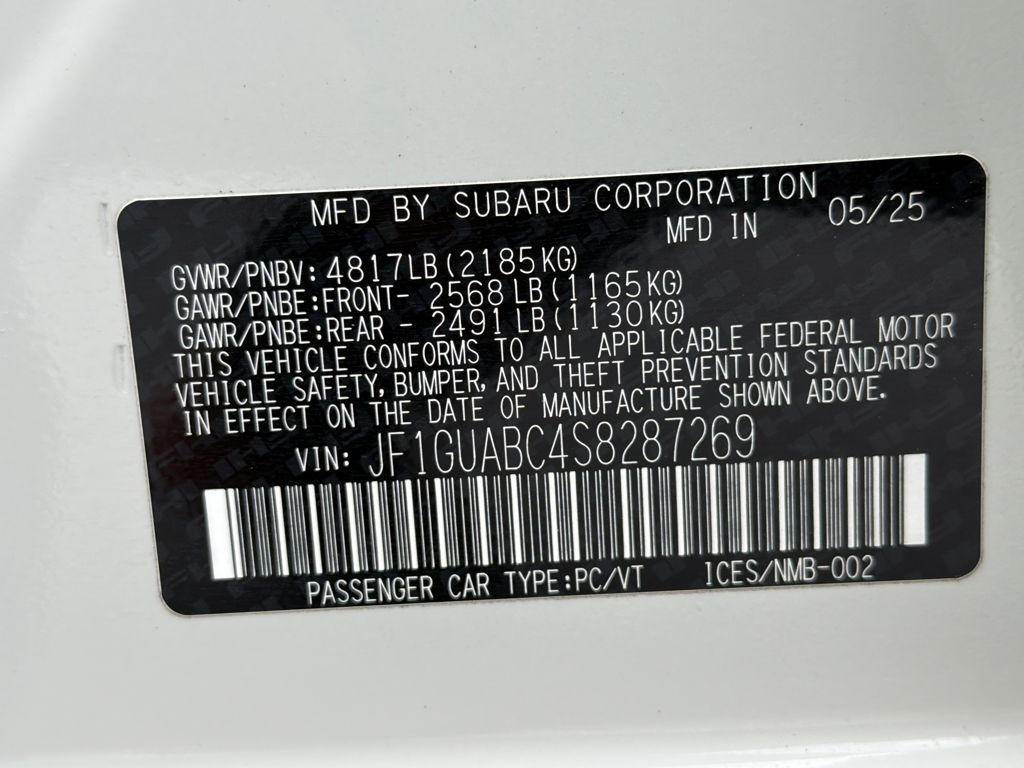 MFD BY SUBARU CORPORATION
MFD IN 05/25
GVWR/PNBV: 4817LB(2185KG)
GAWR/PNBE:FRONT- 2568 LB(1165KG)
GAWR/PNBE:REAR - 2491 LB(1130KG)
THIS VEHICLE CONFORMS TO ALL APPLICABLE FEDERAL MOTOR
VEHICLE SAFETY, BUMPER, AND THEFT PREVENTION STANDARDS
IN EFFECT ON THE DATE OF MANUFACTURE SHOWN ABOVE.
VIN: JF1GUABC4S8287269
PASSENGER CAR TYPE:PC/VT ICES/NMB-002